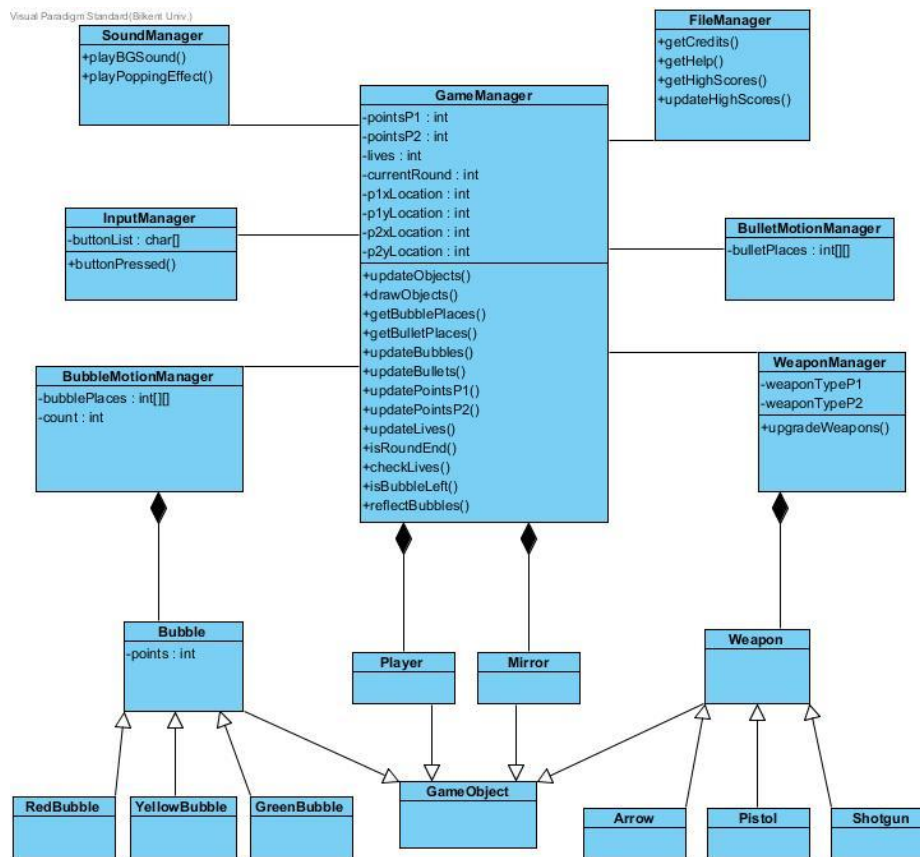 Visual Paradigm Standard(Bilkent Univ.)
SoundManager
+playBGSound()
+playPoppingEffect()
FileManager
+getCredits()
+getHelp()
+getHighScores()
+updateHighScores()
GameManager
-pointsP1 : int
-pointsP2 : int
-lives : int
-currentRound : int
-p1xLocation : int
-p1yLocation : int
-p2xLocation : int
-p2yLocation : int
+updateObjects()
+drawObjects()
+getBubblePlaces()
+getBulletPlaces()
+updateBubbles()
+updateBullets()
+updatePointsP1()
+updatePointsP2()
+updateLives()
+isRoundEnd()
+checkLives()
+isBubbleLeft()
+reflectBubbles()
InputManager
-buttonList : char[]
+buttonPressed()
BulletMotionManager
-bulletPlaces : int[][]
BubbleMotionManager
-bubblePlaces : int[][]
-count : int
WeaponManager
-weaponTypeP1
-weaponTypeP2
+upgradeWeapons()
Bubble
-points : int
Player
Mirror
Weapon
RedBubble
YellowBubble
GreenBubble
GameObject
Arrow
Pistol
Shotgun